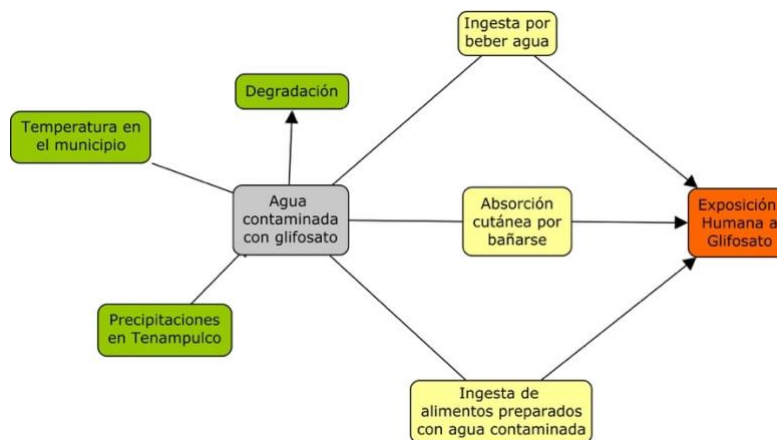 Ingesta por
beber agua
Degradación
Temperatura en
el municipio
Agua
contaminada
con glifosato
Absorción
cutánea por
bañarse
Exposición
Humana a
Glifosato
Precipitaciones
en Tenampulco
Ingesta de
alimentos preparados
con agua contaminada